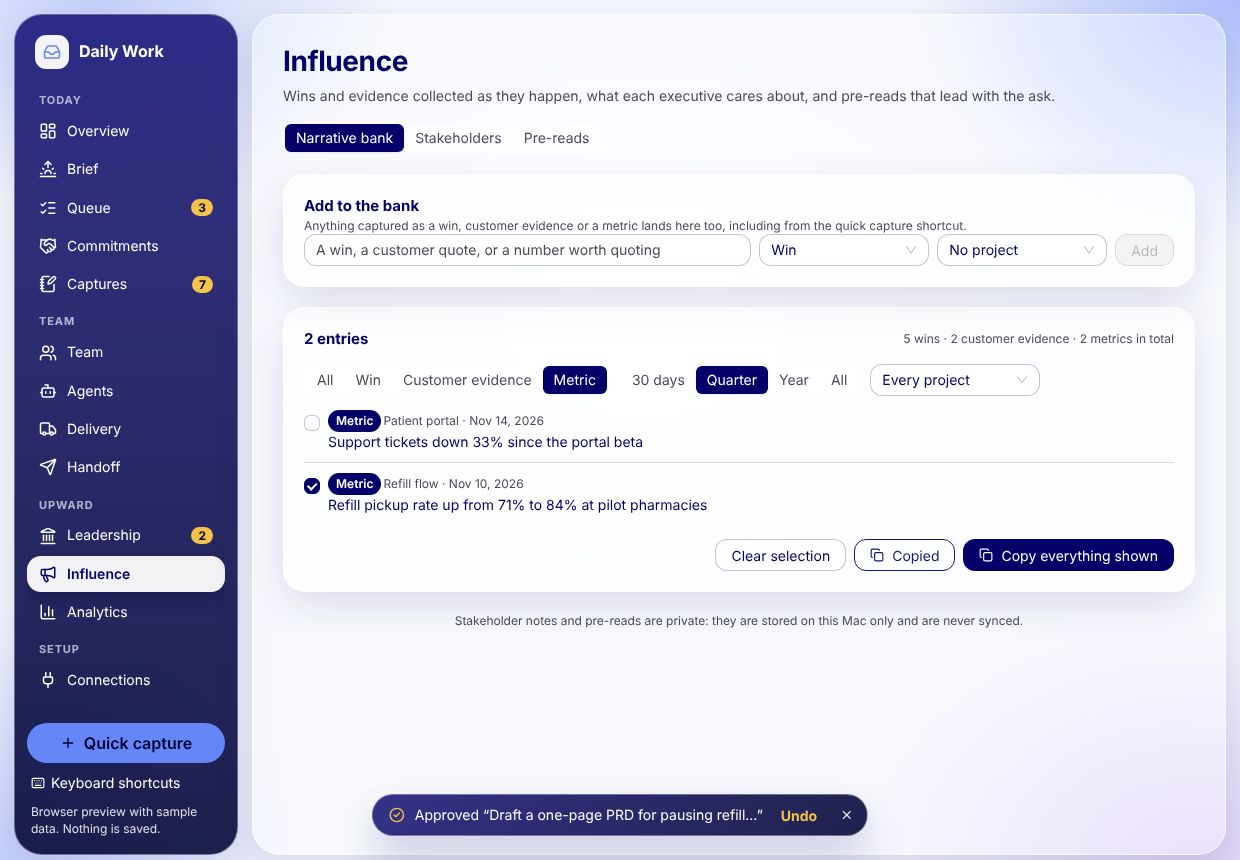 Daily Work
TODAY
Overview
Brief
Queue 3
Commitments
Captures 7
TEAM
Team
Agents
Delivery
Handoff
UPWARD
Leadership 2
Influence
Analytics
SETUP
Connections
Quick capture
Keyboard shortcuts
Browser preview with sample
data. Nothing is saved.
Influence
Wins and evidence collected as they happen, what each executive cares about, and pre-reads that lead with the ask.
Narrative bank Stakeholders Pre-reads
Add to the bank
Anything captured as a win, customer evidence or a metric lands here too, including from the quick capture shortcut.
A win, a customer quote, or a number worth quoting Win No project Add
2 entries 5 wins · 2 customer evidence · 2 metrics in total
All Win Customer evidence Metric 30 days Quarter Year All Every project
Metric Patient portal · Nov 14, 2026
Support tickets down 33% since the portal beta
Metric Refill flow · Nov 10, 2026
Refill pickup rate up from 71% to 84% at pilot pharmacies
Clear selection Copied Copy everything shown
Stakeholder notes and pre-reads are private: they are stored on this Mac only and are never synced.
Approved “Draft a one-page PRD for pausing refill...” Undo